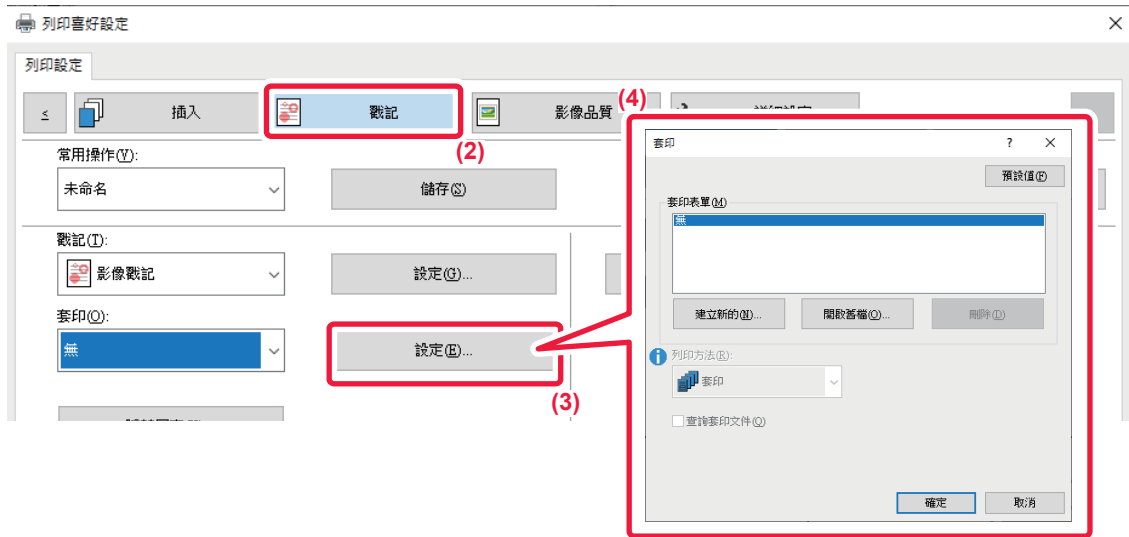 列印喜好設定
列印設定
≤ 插入 戳記 影像品質
(4)
(2)
常用操作(Y):
未命名 儲存(S)
戳記(T):
影像戳記 設定(G)...
套印(O):
無 設定(E)...
(3)
套印 ?
預設值(F)
套印表單(M)
無
建立新的(N)... 開啟舊檔(O)... 刪除(D)
列印方法(R):
套印
查詢套印文件(Q)
確定 取消